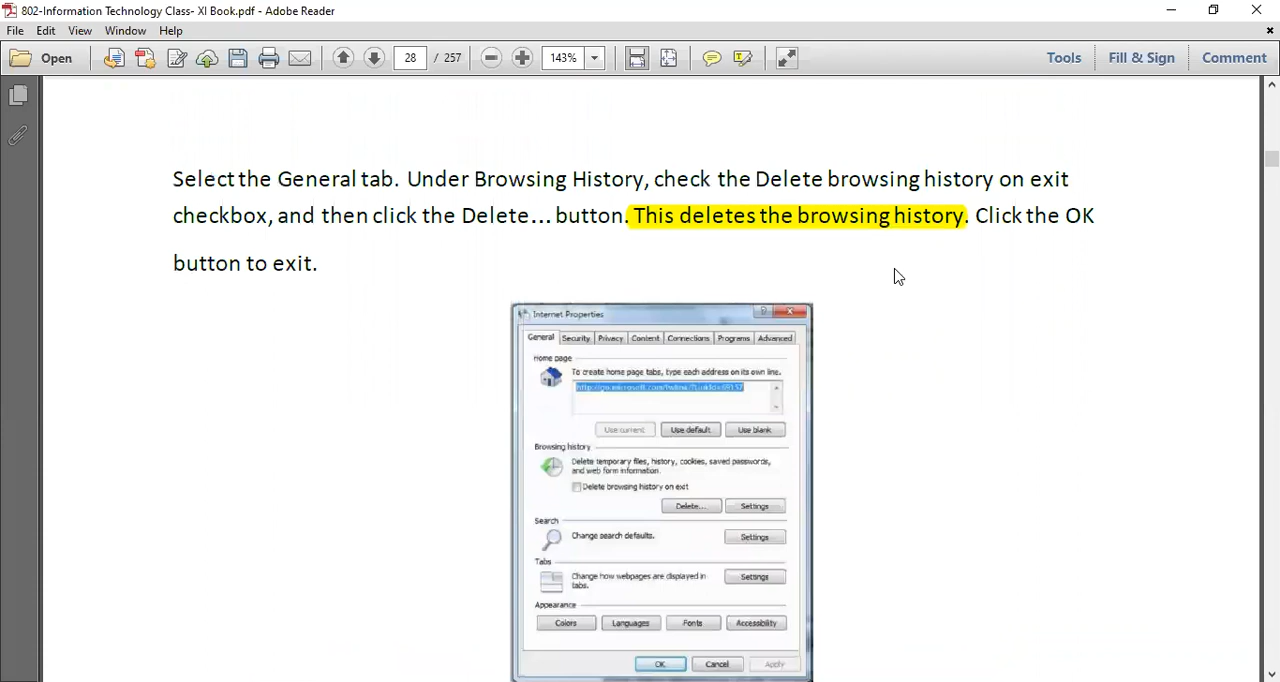 802-Information Technology Class- XI Book.pdf - Adobe Reader
File Edit View Window Help
Open 28 / 257 143% Tools Fill & Sign Comment
Select the General tab. Under Browsing History, check the Delete browsing history on exit
checkbox, and then click the Delete... button. This deletes the browsing history. Click the OK
button to exit.
Internet Properties
General Security Privacy Content Connections Programs Advanced
Home page
To create home page tabs, type each address on its own line.
Use current Use default Use blank
Browsing history
Delete temporary files, history, cookies, saved passwords,
and web form information.
Delete browsing history on exit
Delete... Settings
Search
Change search defaults. Settings
Tabs
Change how webpages are displayed in Settings
tabs.
Appearance
Colors Languages Fonts Accessibility
OK Cancel Apply